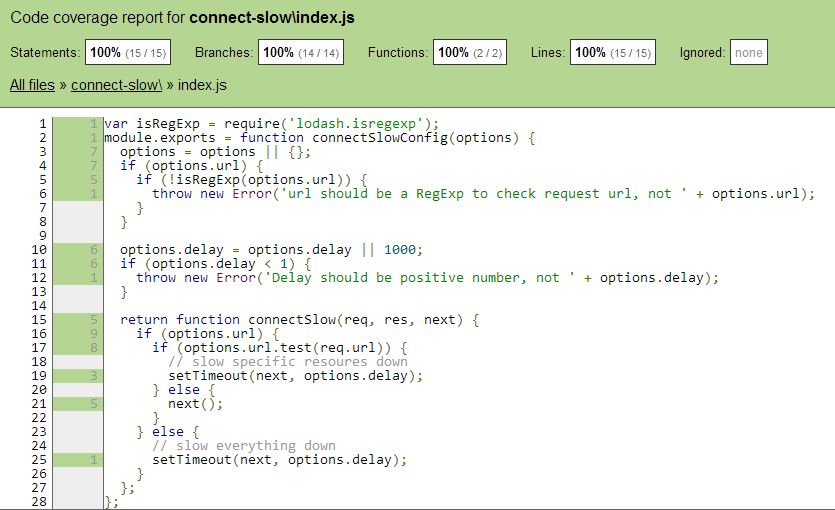 Code coverage report for connect-slow\index.js
Statements: 100% (15 / 15) Branches: 100% (14 / 14) Functions: 100% (2 / 2) Lines: 100% (15 / 15) Ignored: none
All files » connect-slow\ » index.js
1 1 var isRegExp = require('lodash.isregexp');
2 1 module.exports = function connectSlowConfig(options) {
3 7 options = options || {};
4 7 if (options.url) {
5 5 if (!isRegExp(options.url)) {
6 1 throw new Error('url should be a RegExp to check request url, not ' + options.url);
7 }
8 }
9
10 6 options.delay = options.delay || 1000;
11 6 if (options.delay < 1) {
12 1 throw new Error('Delay should be positive number, not ' + options.delay);
13 }
14
15 5 return function connectSlow(req, res, next) {
16 9 if (options.url) {
17 8 if (options.url.test(req.url)) {
18 // slow specific resoures down
19 3 setTimeout(next, options.delay);
20 } else {
21 5 next();
22 }
23 } else {
24 // slow everything down
25 1 setTimeout(next, options.delay);
26 }
27 };
28 };